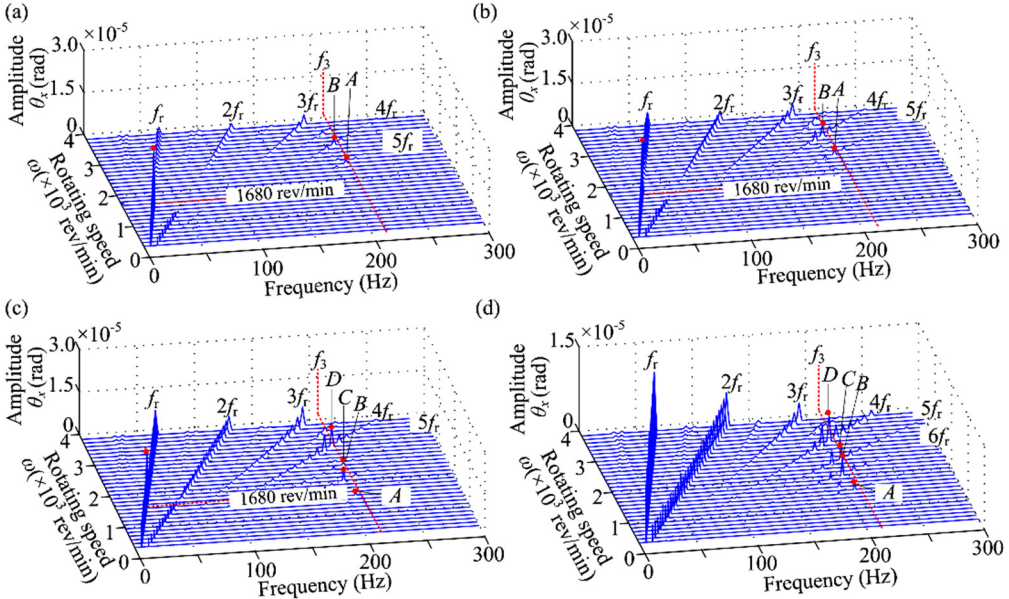 (a)
×10⁻⁵
3.0
1.5
0
Amplitude
θx (rad)
4
3
2
1
0
Rotating speed
ω(×10³ rev/min)
fr
2fr
3fr
f3
B
A
4fr
5fr
1680 rev/min
0
100
200
300
Frequency (Hz)
(b)
×10⁻⁵
3.0
1.5
0
Amplitude
θx (rad)
4
3
2
1
0
Rotating speed
ω(×10³ rev/min)
fr
2fr
3fr
f3
B
A
4fr
5fr
1680 rev/min
0
100
200
300
Frequency (Hz)
(c)
×10⁻⁵
3.0
1.5
0
Amplitude
θx (rad)
4
3
2
1
0
Rotating speed
ω(×10³ rev/min)
fr
2fr
3fr
f3
D
C
B
4fr
5fr
A
1680 rev/min
0
100
200
300
Frequency (Hz)
(d)
×10⁻⁵
1.5
0
Amplitude
θx (rad)
4
3
2
1
0
Rotating speed
ω(×10³ rev/min)
fr
2fr
3fr
f3
D
C
B
4fr
5fr
6fr
A
0
100
200
300
Frequency (Hz)